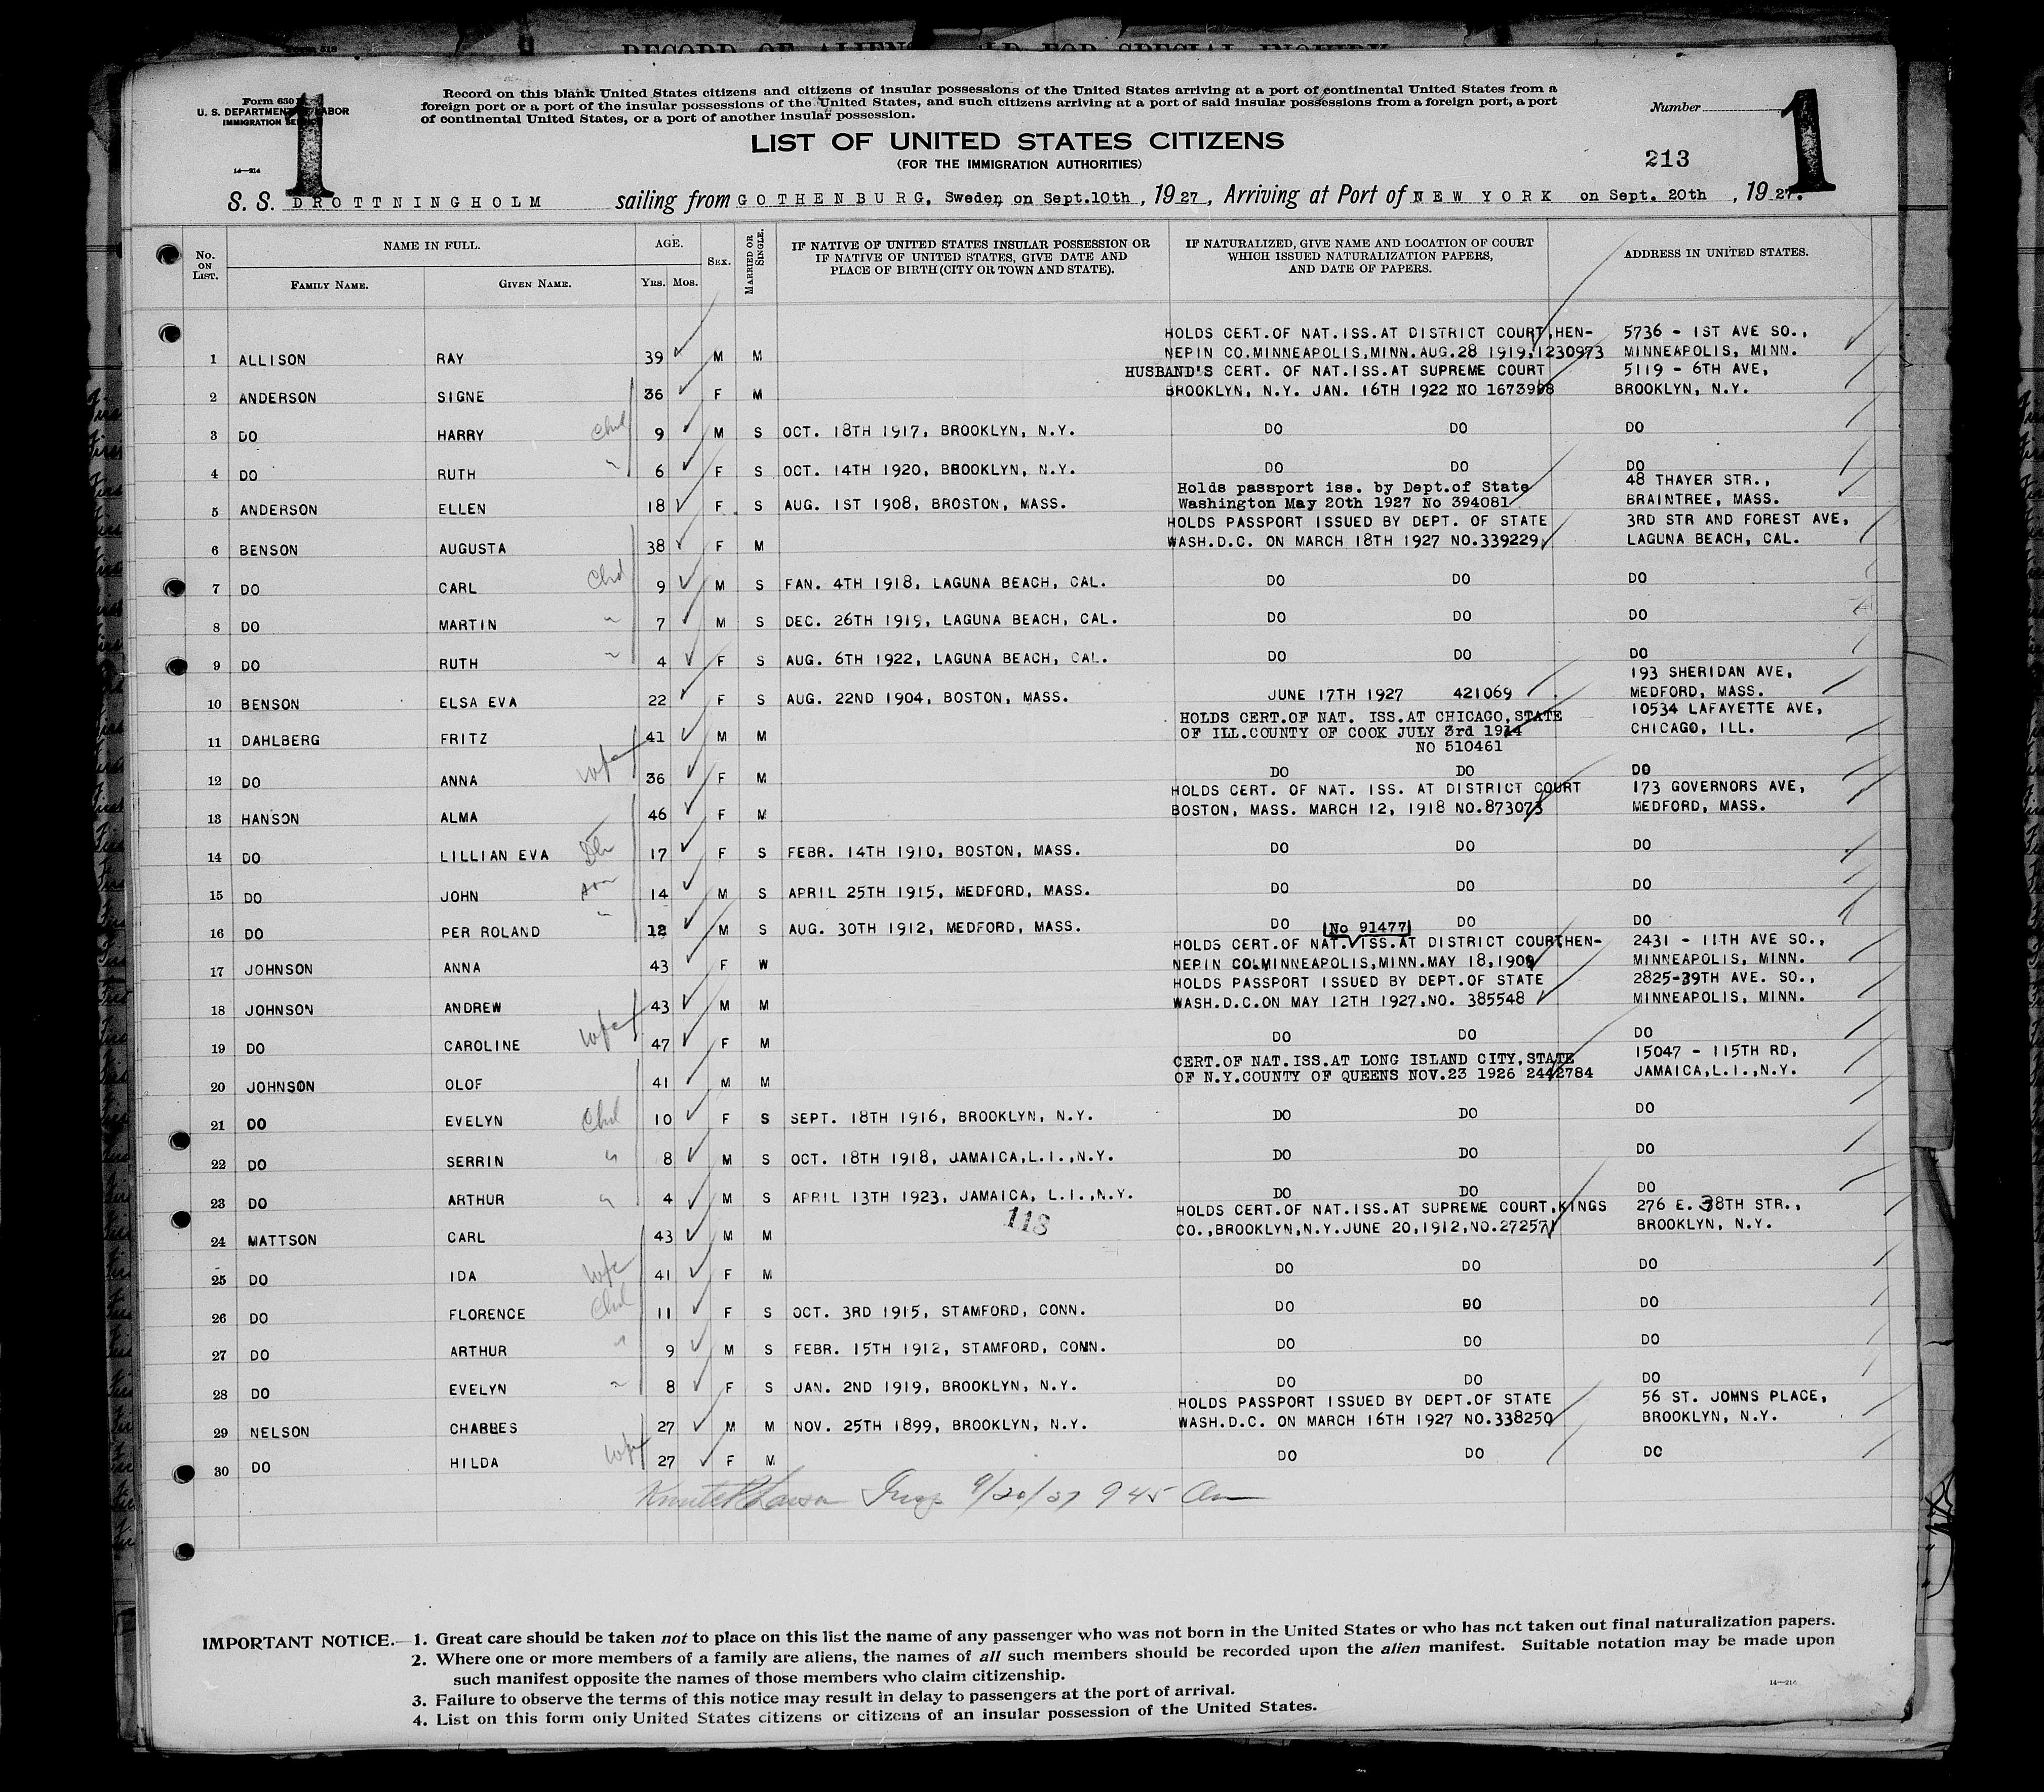 RECORD OF ALIENS HELD FOR SPECIAL INQUIRY
Form 630
U. S. DEPARTMENT OF LABOR
IMMIGRATION SERVICE
14—214
1
Record on this blank United States citizens and citizens of insular possessions of the United States arriving at a port of continental United States from a
foreign port or a port of the insular possessions of the United States, and such citizens arriving at a port of said insular possessions from a foreign port, a port
of continental United States, or a port of another insular possession.
Number
1
LIST OF UNITED STATES CITIZENS
(FOR THE IMMIGRATION AUTHORITIES)
213
S. S. DROTTNINGHOLM sailing from GOTHENBURG, Sweden, on Sept.10th, 1927, Arriving at Port of NEW YORK on Sept. 20th, 1927.
No. ON LIST. NAME IN FULL. AGE. SEX. MARRIED OR SINGLE. IF NATIVE OF UNITED STATES INSULAR POSSESSION OR IF NATIVE OF UNITED STATES, GIVE DATE AND PLACE OF BIRTH (CITY OR TOWN AND STATE). IF NATURALIZED, GIVE NAME AND LOCATION OF COURT WHICH ISSUED NATURALIZATION PAPERS, AND DATE OF PAPERS. ADDRESS IN UNITED STATES.
FAMILY NAME. GIVEN NAME. YRS. MOS.
HOLDS CERT.OF NAT.ISS.AT DISTRICT COURT,HEN- 5736 - 1ST AVE SO.,
1 ALLISON RAY 39 M M NEPIN CO.MINNEAPOLIS,MINN.AUG.28 1919,1230973 MINNEAPOLIS, MINN.
HUSBAND'S CERT. OF NAT.ISS.AT SUPREME COURT 5119 - 6TH AVE,
2 ANDERSON SIGNE 36 F M BROOKLYN, N.Y. JAN. 16TH 1922 NO 1673998 BROOKLYN, N.Y.
3 DO HARRY Chd 9 M S OCT. 18TH 1917, BROOKLYN, N.Y. DO DO DO
4 DO RUTH " 6 F S OCT. 14TH 1920, BROOKLYN, N.Y. DO DO DO
Holds passport iss. by Dept.of State 48 THAYER STR.,
5 ANDERSON ELLEN 18 F S AUG. 1ST 1908, BROSTON, MASS. Washington May 20th 1927 No 394081 BRAINTREE, MASS.
HOLDS PASSPORT ISSUED BY DEPT. OF STATE 3RD STR AND FOREST AVE,
6 BENSON AUGUSTA 38 F M WASH.D.C. ON MARCH 18TH 1927 NO.339229, LAGUNA BEACH, CAL.
7 DO CARL Chd 9 M S FAN. 4TH 1918, LAGUNA BEACH, CAL. DO DO DO
8 DO MARTIN " 7 M S DEC. 26TH 1919, LAGUNA BEACH, CAL. DO DO DO
9 DO RUTH " 4 F S AUG. 6TH 1922, LAGUNA BEACH, CAL. DO DO DO
193 SHERIDAN AVE,
10 BENSON ELSA EVA 22 F S AUG. 22ND 1904, BOSTON, MASS. JUNE 17TH 1927 421069 MEDFORD, MASS.
HOLDS CERT.OF NAT. ISS.AT CHICAGO,STATE 10534 LAFAYETTE AVE,
11 DAHLBERG FRITZ 41 M M OF ILL.COUNTY OF COOK JULY 3rd 1914 CHICAGO, ILL.
NO 510461
12 DO ANNA wife 36 F M DO DO DO
HOLDS CERT. OF NAT. ISS. AT DISTRICT COURT 173 GOVERNORS AVE,
13 HANSON ALMA 46 F M BOSTON, MASS. MARCH 12, 1918 NO.873073 MEDFORD, MASS.
14 DO LILLIAN EVA 17 F S FEBR. 14TH 1910, BOSTON, MASS. DO DO DO
15 DO JOHN son 14 M S APRIL 25TH 1915, MEDFORD, MASS. DO DO DO
16 DO PER ROLAND " 12 M S AUG. 30TH 1912, MEDFORD, MASS. DO No 91477 DO DO
HOLDS CERT.OF NAT.ISS.AT DISTRICT COURT,HEN- 2431 - 11TH AVE SO.,
17 JOHNSON ANNA 43 F W NEPIN CO.MINNEAPOLIS,MINN.MAY 18,1908 MINNEAPOLIS, MINN.
HOLDS PASSPORT ISSUED BY DEPT.OF STATE 2825-39TH AVE. SO.,
18 JOHNSON ANDREW 43 M M WASH.D.C.ON MAY 12TH 1927,NO. 385548 MINNEAPOLIS, MINN.
19 DO CAROLINE wife 47 F M DO DO DO
CERT.OF NAT.ISS.AT LONG ISLAND CITY,STATE 15047 - 115TH RD,
20 JOHNSON OLOF 41 M M OF N.Y.COUNTY OF QUEENS NOV.23 1926 2442784 JAMAICA,L.I.,N.Y.
21 DO EVELYN Chd 10 F S SEPT. 18TH 1916, BROOKLYN, N.Y. DO DO DO
22 DO SERRIN " 8 M S OCT. 18TH 1918, JAMAICA,L.I.,N.Y. DO DO DO
23 DO ARTHUR " 4 M S APRIL 13TH 1923, JAMAICA, L.I.,N.Y. DO DO DO
118 HOLDS CERT.OF NAT.ISS.AT SUPREME COURT,KINGS 276 E. 38TH STR.,
24 MATTSON CARL 43 M M CO.,BROOKLYN,N.Y.JUNE 20,1912,NO.272571 BROOKLYN, N.Y.
25 DO IDA wife 41 F M DO DO DO
26 DO FLORENCE Chd 11 F S OCT. 3RD 1915, STAMFORD, CONN. DO DO DO
27 DO ARTHUR " 9 M S FEBR. 15TH 1912, STAMFORD, CONN. DO DO DO
28 DO EVELYN " 8 F S JAN. 2ND 1919, BROOKLYN, N.Y. DO DO DO
HOLDS PASSPORT ISSUED BY DEPT.OF STATE 56 ST. JOHNS PLACE,
29 NELSON CHARLES 27 M M NOV. 25TH 1899, BROOKLYN, N.Y. WASH.D.C. ON MARCH 16TH 1927 NO.338250 BROOKLYN, N.Y.
30 DO HILDA wife 27 F M DO DO DO
Insp 9/20/27 9 45 Am
IMPORTANT NOTICE.—1. Great care should be taken not to place on this list the name of any passenger who was not born in the United States or who has not taken out final naturalization papers.
2. Where one or more members of a family are aliens, the names of all such members should be recorded upon the alien manifest. Suitable notation may be made upon
such manifest opposite the names of those members who claim citizenship.
3. Failure to observe the terms of this notice may result in delay to passengers at the port of arrival.
14—214
4. List on this form only United States citizens or citizens of an insular possession of the United States.